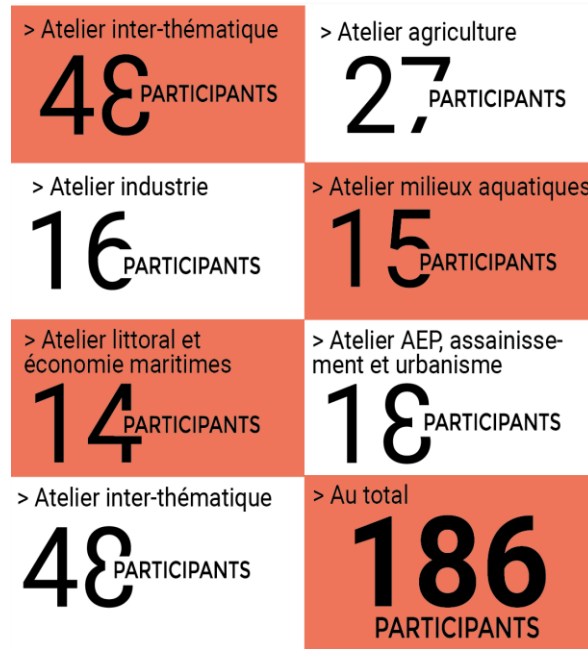 > Atelier inter-thématique
48 PARTICIPANTS
> Atelier agriculture
27 PARTICIPANTS
> Atelier industrie
16 PARTICIPANTS
> Atelier milieux aquatiques
15 PARTICIPANTS
> Atelier littoral et
économie maritimes
14 PARTICIPANTS
> Atelier AEP, assainisse-
ment et urbanisme
18 PARTICIPANTS
> Atelier inter-thématique
48 PARTICIPANTS
> Au total
186
PARTICIPANTS